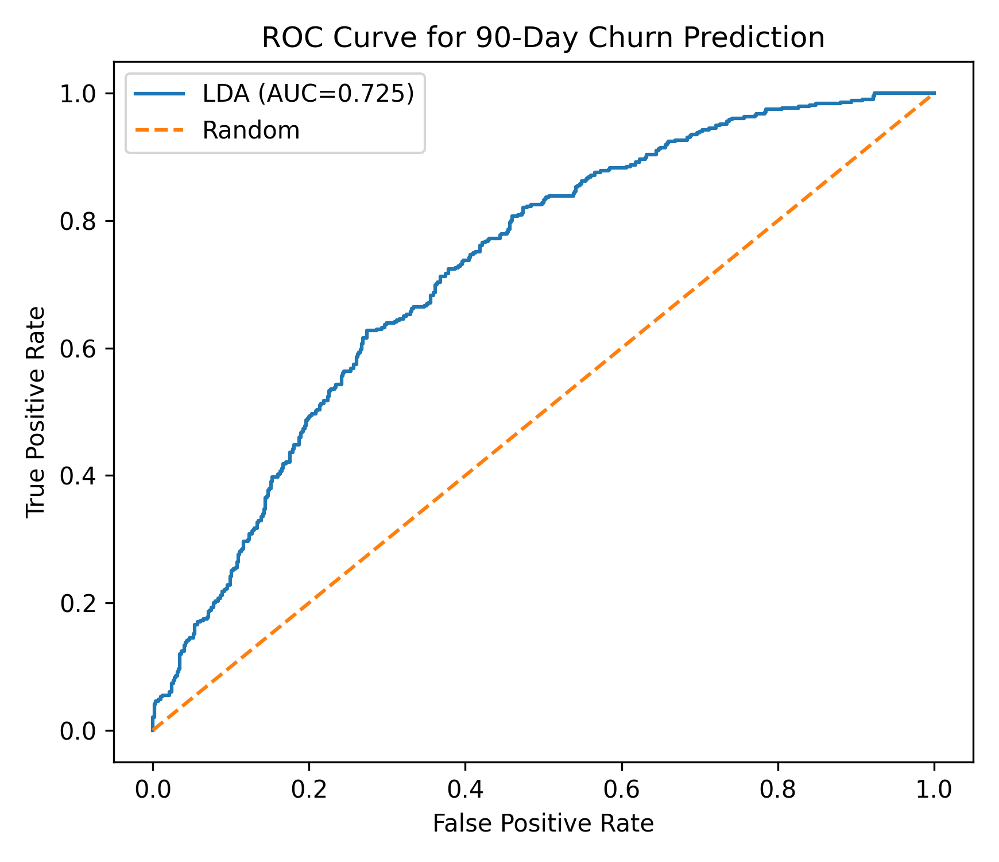 ROC Curve for 90-Day Churn Prediction
LDA (AUC=0.725)
Random
True Positive Rate
1.0
0.8
0.6
0.4
0.2
0.0
0.0 0.2 0.4 0.6 0.8 1.0
False Positive Rate